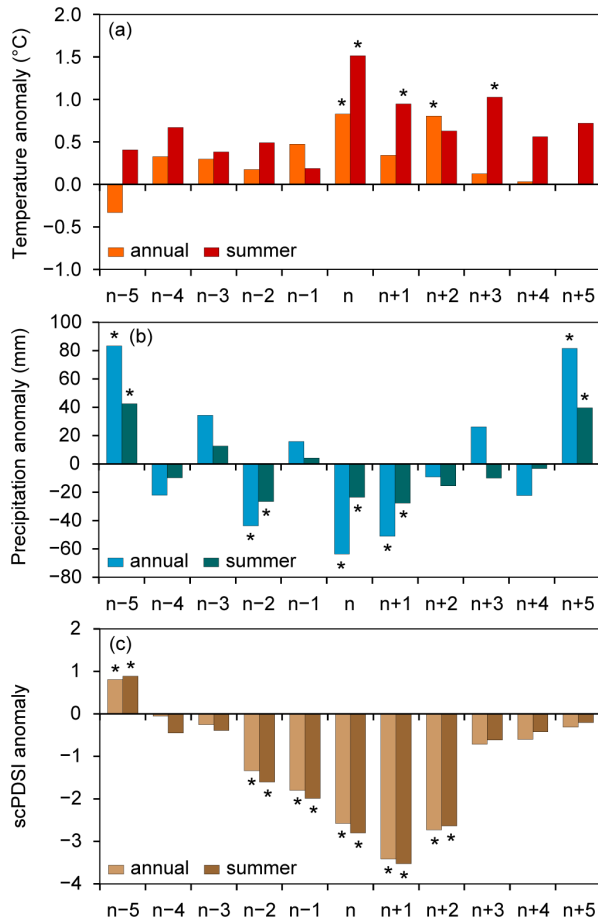 (a)
Temperature anomaly (°C)
2.0
1.5
1.0
0.5
0.0
−0.5
−1.0
* * * * *
annual summer
n−5 n−4 n−3 n−2 n−1 n n+1 n+2 n+3 n+4 n+5
(b)
Precipitation anomaly (mm)
100
80
60
40
20
0
−20
−40
−60
−80
* * * * * * * * * *
annual summer
n−5 n−4 n−3 n−2 n−1 n n+1 n+2 n+3 n+4 n+5
(c)
scPDSI anomaly
2
1
0
−1
−2
−3
−4
* * * * * * * * * * * *
annual summer
n−5 n−4 n−3 n−2 n−1 n n+1 n+2 n+3 n+4 n+5